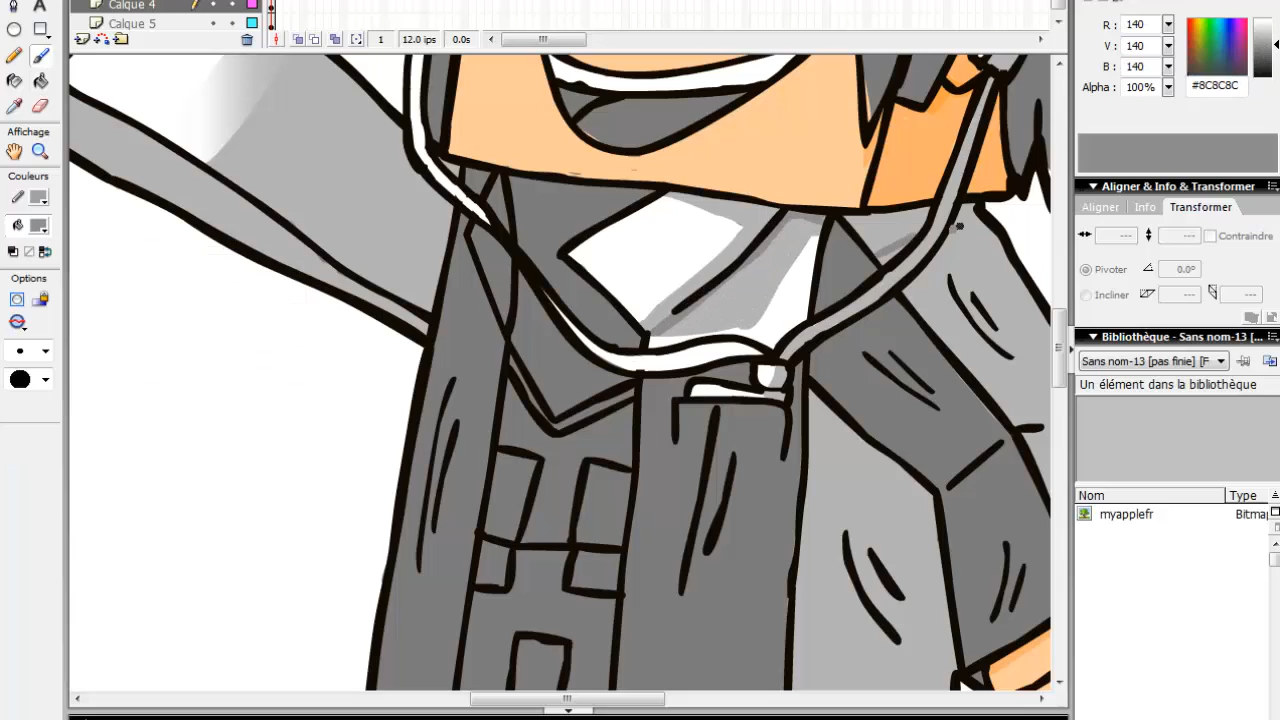 Calque 4
Calque 5
1 12.0 ips 0.0s
A
Affichage
Couleurs
Options
R : 140
V : 140
B : 140
Alpha : 100% #8C8C8C
Aligner & Info & Transformer
Aligner Info Transformer
--- --- Contraindre
Pivoter 0.0°
Incliner --- ---
Bibliothèque - Sans nom-13 [...
Sans nom-13 [pas finie] [F
Un élément dans la bibliothèque
Nom Type
myapplefr Bitmap